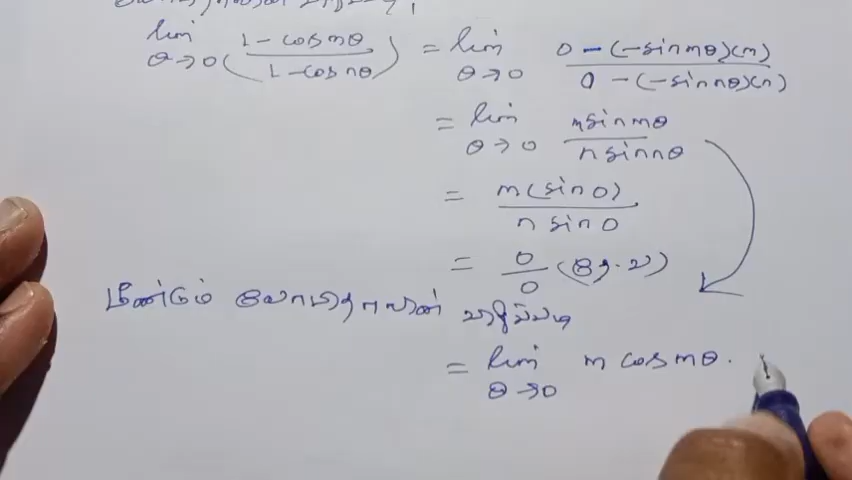 lim θ→0 (1 - cos mθ / 1 - cos nθ) = lim θ→0 0 - (-sin mθ)(m) / 0 - (-sin nθ)(n)
= lim θ→0 m sin mθ / n sin nθ
= m (sin 0) / n sin 0
= 0/0 (தே.வ)
மீண்டும் லோபிதாலின் விதிப்படி
= lim θ→0 m cos mθ .